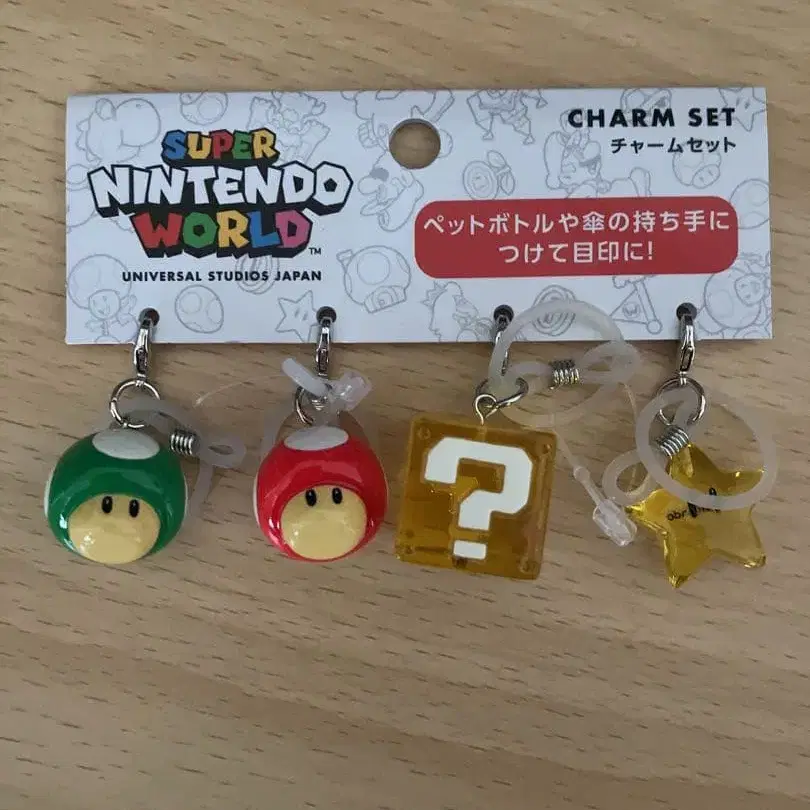 SUPER
NINTENDO
WORLD™
UNIVERSAL STUDIOS JAPAN
CHARM SET
チャームセット
ペットボトルや傘の持ち手に
つけて目印に!
?